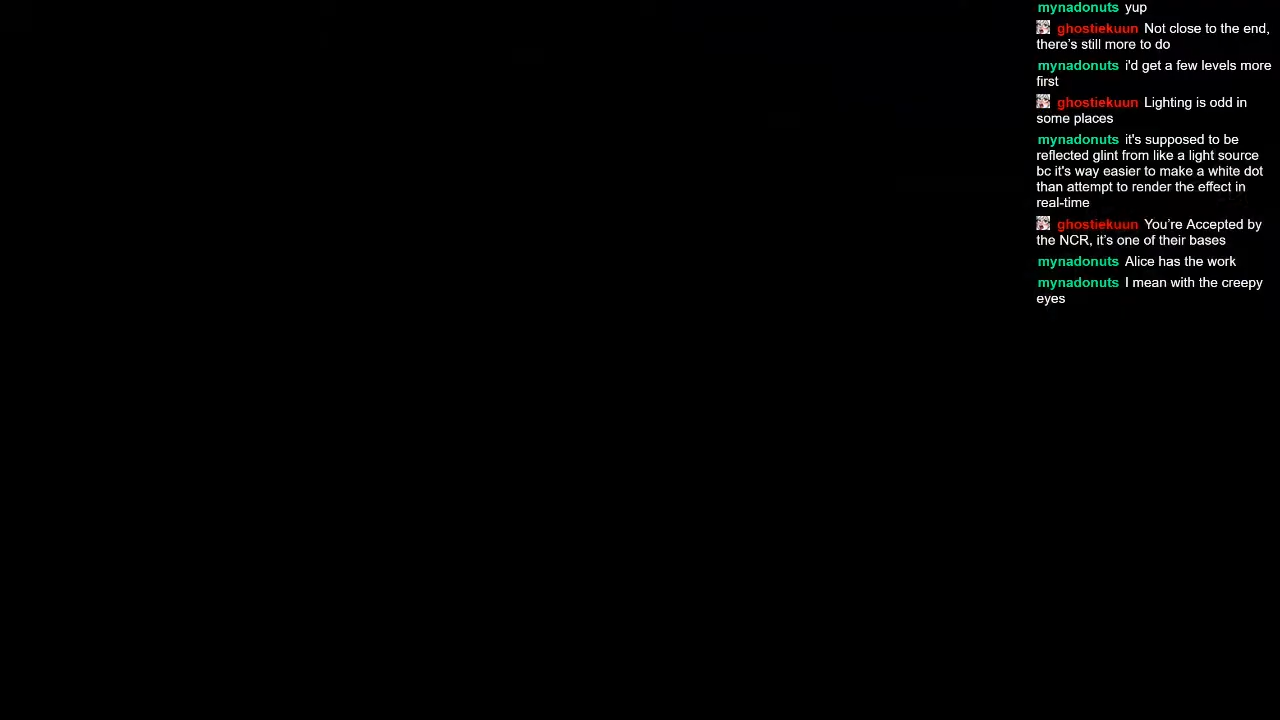 mynadonuts yup
ghostiekuun Not close to the end,
there’s still more to do
mynadonuts i'd get a few levels more
first
ghostiekuun Lighting is odd in
some places
mynadonuts it's supposed to be
reflected glint from like a light source
bc it's way easier to make a white dot
than attempt to render the effect in
real-time
ghostiekuun You’re Accepted by
the NCR, it’s one of their bases
mynadonuts Alice has the work
mynadonuts I mean with the creepy
eyes